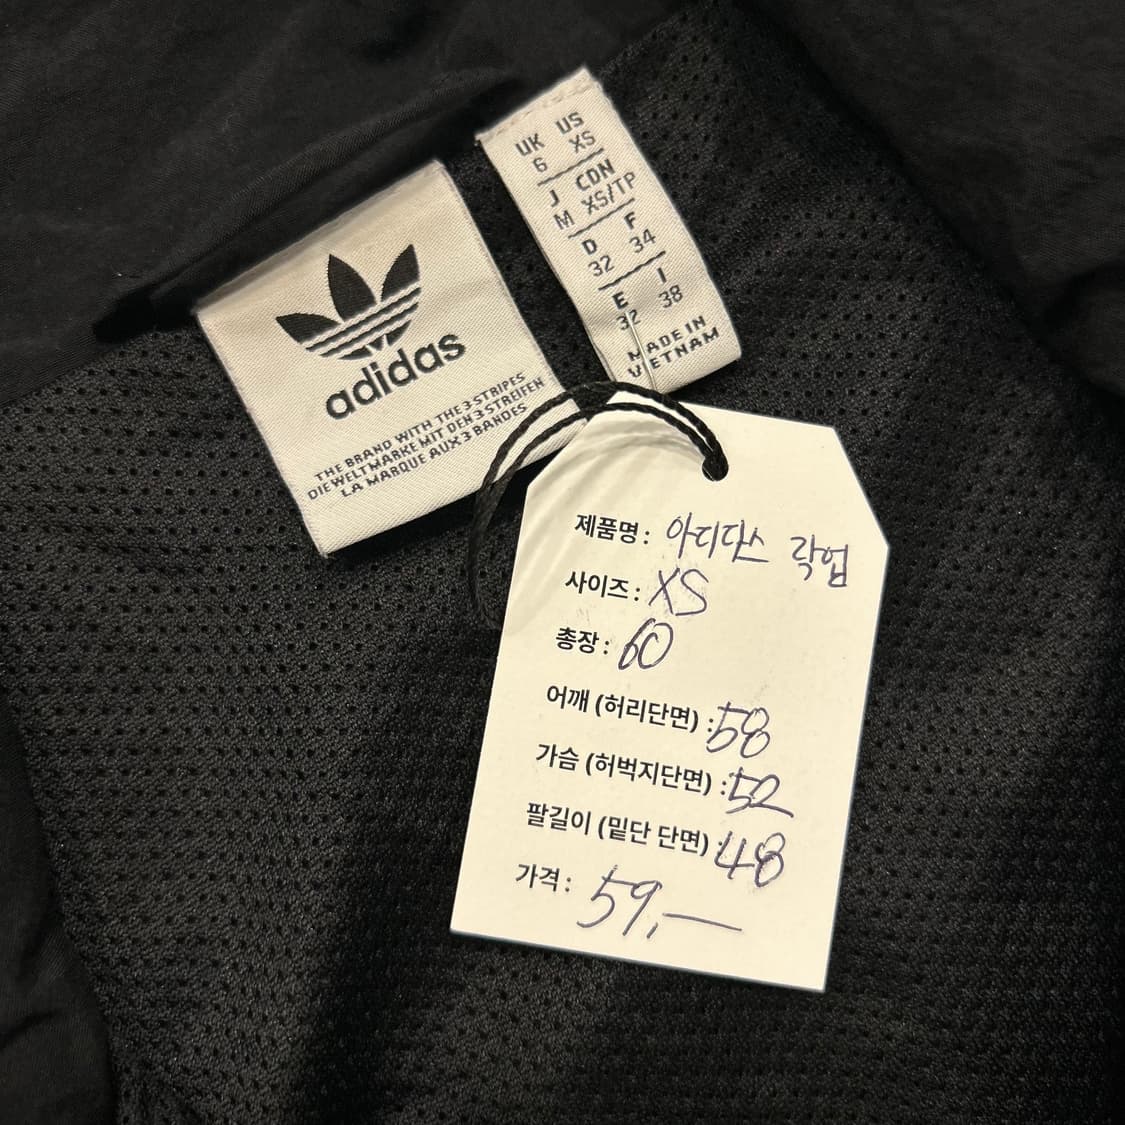 adidas
THE BRAND WITH THE 3 STRIPES
DIE WELTMARKE MIT DEN 3 STREIFEN
LA MARQUE AUX 3 BANDES
UK US
6 XS
J CDN
M XS/TP
D F
32 34
E I
32 38
MADE IN
VIETNAM
제품명 : 아디다스 락업
사이즈 : XS
총장 : 60
어깨 (허리단면) : 58
가슴 (허벅지단면) : 52
팔길이 (밑단 단면) : 48
가격 : 59,—